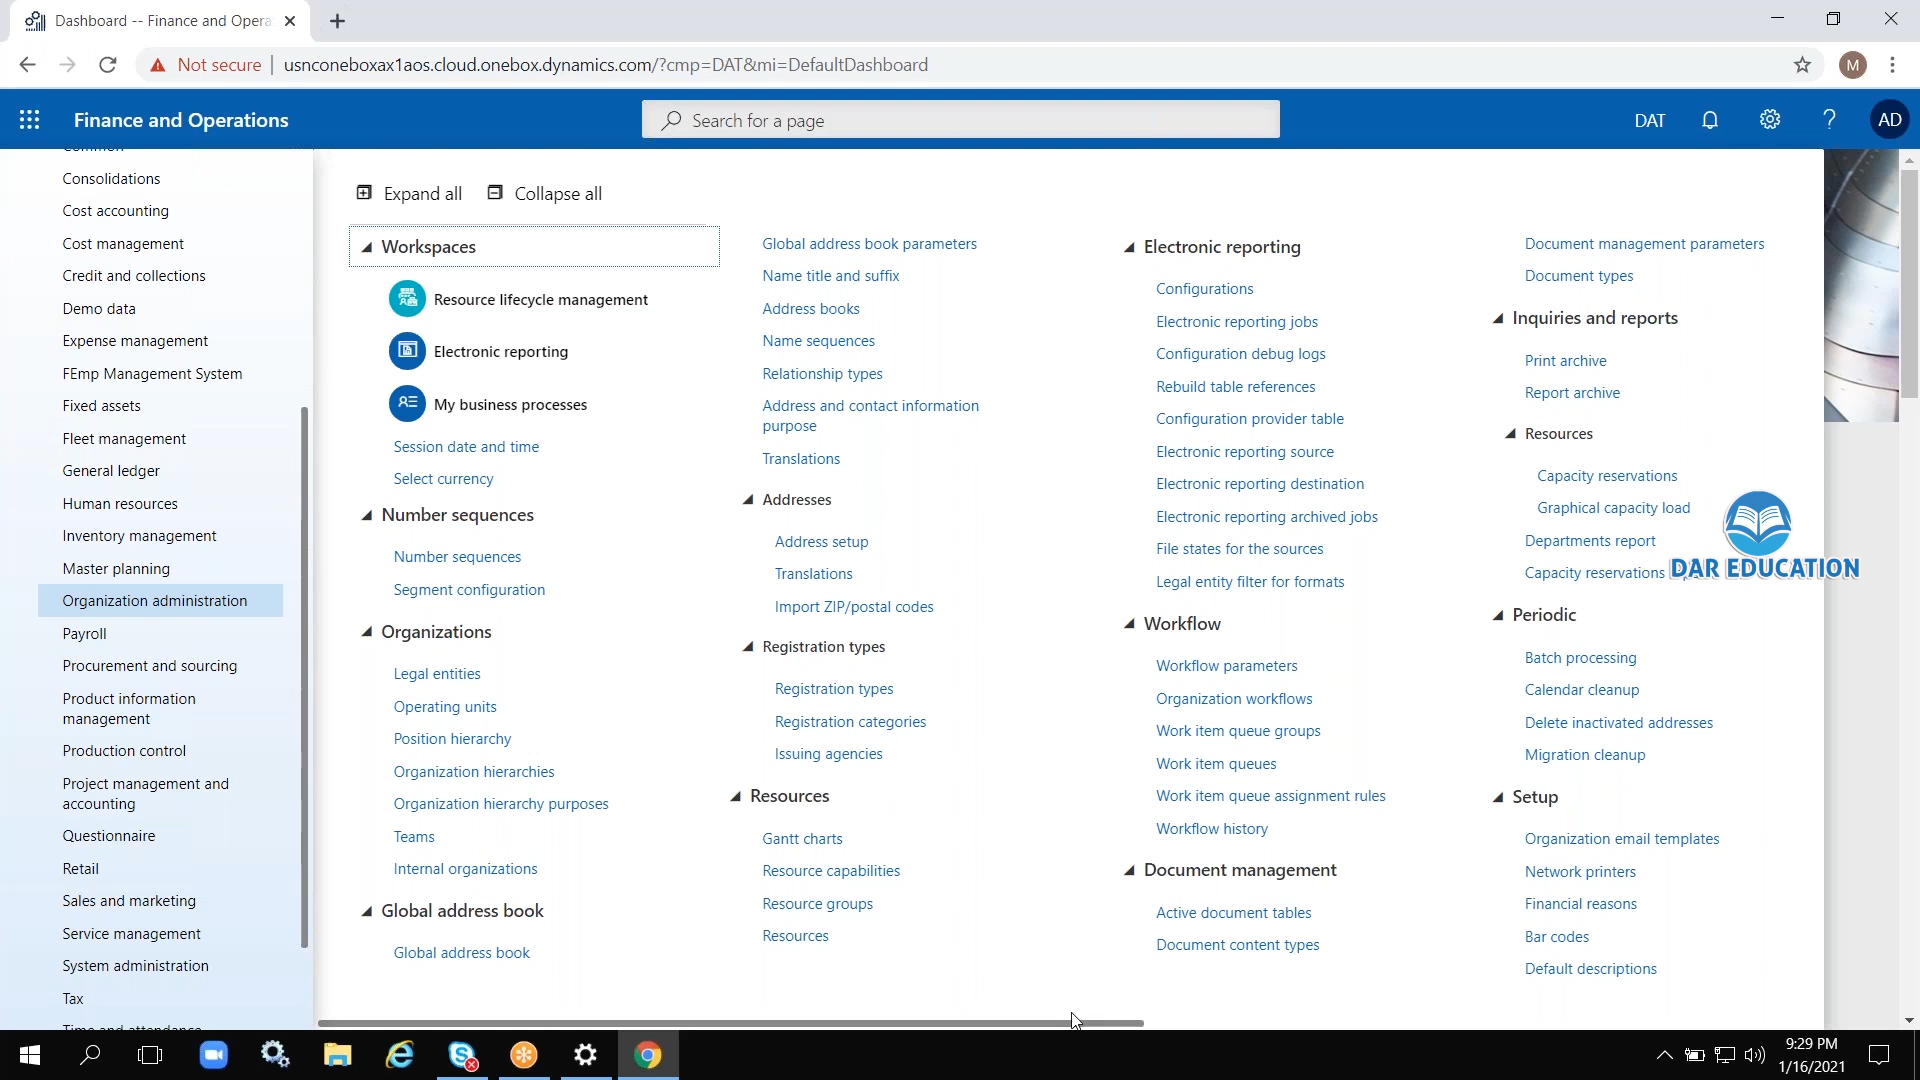 Dashboard -- Finance and Opera
Not secure
usnconeboxax1aos.cloud.onebox.dynamics.com/?cmp=DAT&mi=DefaultDashboard
M
Finance and Operations
Search for a page
DAT
?
AD
Common
Consolidations
Cost accounting
Cost management
Credit and collections
Demo data
Expense management
FEmp Management System
Fixed assets
Fleet management
General ledger
Human resources
Inventory management
Master planning
Organization administration
Payroll
Procurement and sourcing
Product information
management
Production control
Project management and
accounting
Questionnaire
Retail
Sales and marketing
Service management
System administration
Tax
Time and attendance
Expand all
Collapse all
Workspaces
Resource lifecycle management
Electronic reporting
My business processes
Session date and time
Select currency
Number sequences
Number sequences
Segment configuration
Organizations
Legal entities
Operating units
Position hierarchy
Organization hierarchies
Organization hierarchy purposes
Teams
Internal organizations
Global address book
Global address book
Global address book parameters
Name title and suffix
Address books
Name sequences
Relationship types
Address and contact information
purpose
Translations
Addresses
Address setup
Translations
Import ZIP/postal codes
Registration types
Registration types
Registration categories
Issuing agencies
Resources
Gantt charts
Resource capabilities
Resource groups
Resources
Electronic reporting
Configurations
Electronic reporting jobs
Configuration debug logs
Rebuild table references
Configuration provider table
Electronic reporting source
Electronic reporting destination
Electronic reporting archived jobs
File states for the sources
Legal entity filter for formats
Workflow
Workflow parameters
Organization workflows
Work item queue groups
Work item queues
Work item queue assignment rules
Workflow history
Document management
Active document tables
Document content types
Document management parameters
Document types
Inquiries and reports
Print archive
Report archive
Resources
Capacity reservations
Graphical capacity load
Departments report
Capacity reservations
DAR EDUCATION
Periodic
Batch processing
Calendar cleanup
Delete inactivated addresses
Migration cleanup
Setup
Organization email templates
Network printers
Financial reasons
Bar codes
Default descriptions
9:29 PM
1/16/2021